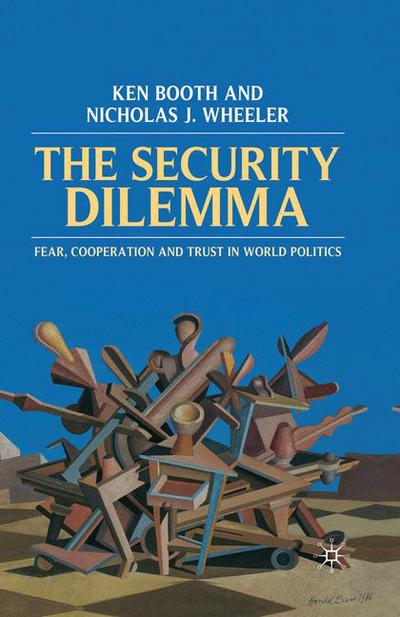 KEN BOOTH AND
NICHOLAS J. WHEELER
THE SECURITY
DILEMMA
FEAR, COOPERATION AND TRUST IN WORLD POLITICS